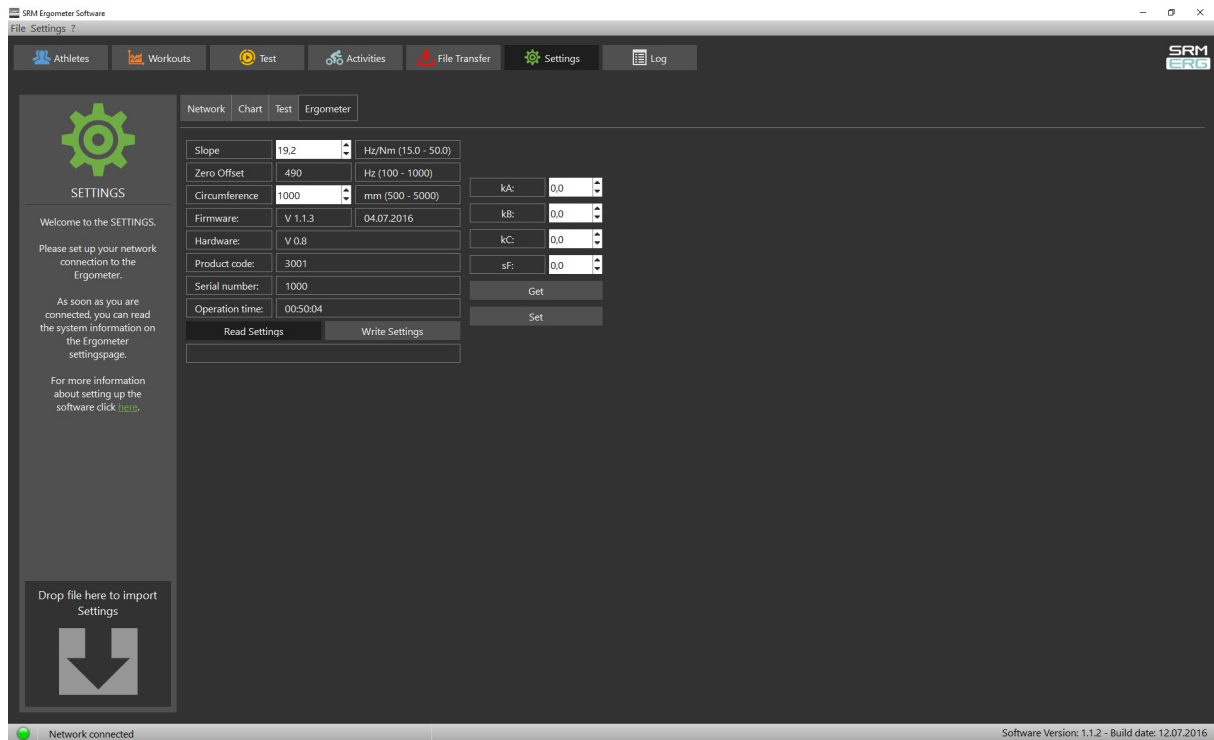 SRM Ergometer Software
File Settings ?
Athletes Workouts Test Activities File Transfer Settings Log
SRM
ERG
SETTINGS
Welcome to the SETTINGS.
Please set up your network
connection to the
Ergometer.
As soon as you are
connected, you can read
the system information on
the Ergometer
settingspage.
For more information
about setting up the
software click here.
Drop file here to import
Settings
Network Chart Test Ergometer
Slope 19,2 Hz/Nm (15.0 - 50.0)
Zero Offset 490 Hz (100 - 1000)
Circumference 1000 mm (500 - 5000)
Firmware: V 1.1.3 04.07.2016
Hardware: V 0.8
Product code: 3001
Serial number: 1000
Operation time: 00:50:04
Read Settings Write Settings
kA: 0,0
kB: 0,0
kC: 0,0
sF: 0,0
Get
Set
Network connected
Software Version: 1.1.2 - Build date: 12.07.2016